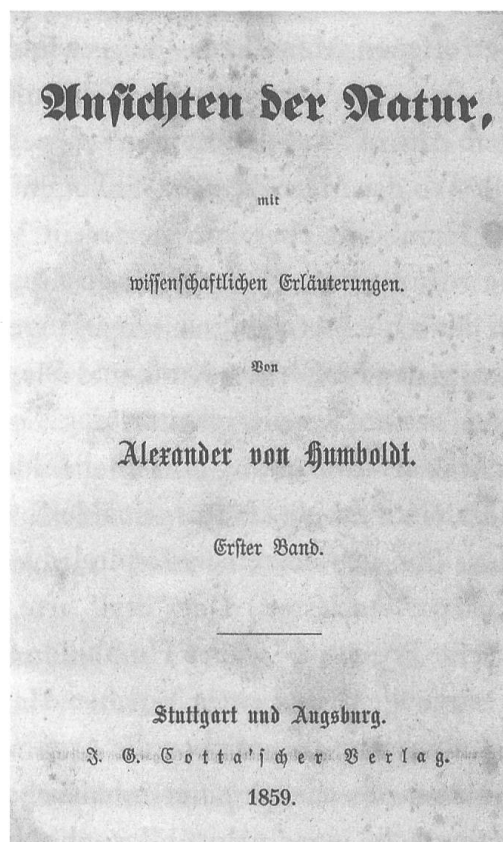 Ansichten der Natur,
mit
wissenschaftlichen Erläuterungen.
Von
Alexander von Humboldt.
Erster Band.
Stuttgart und Augsburg.
J. G. Cotta'scher Verlag.
1859.